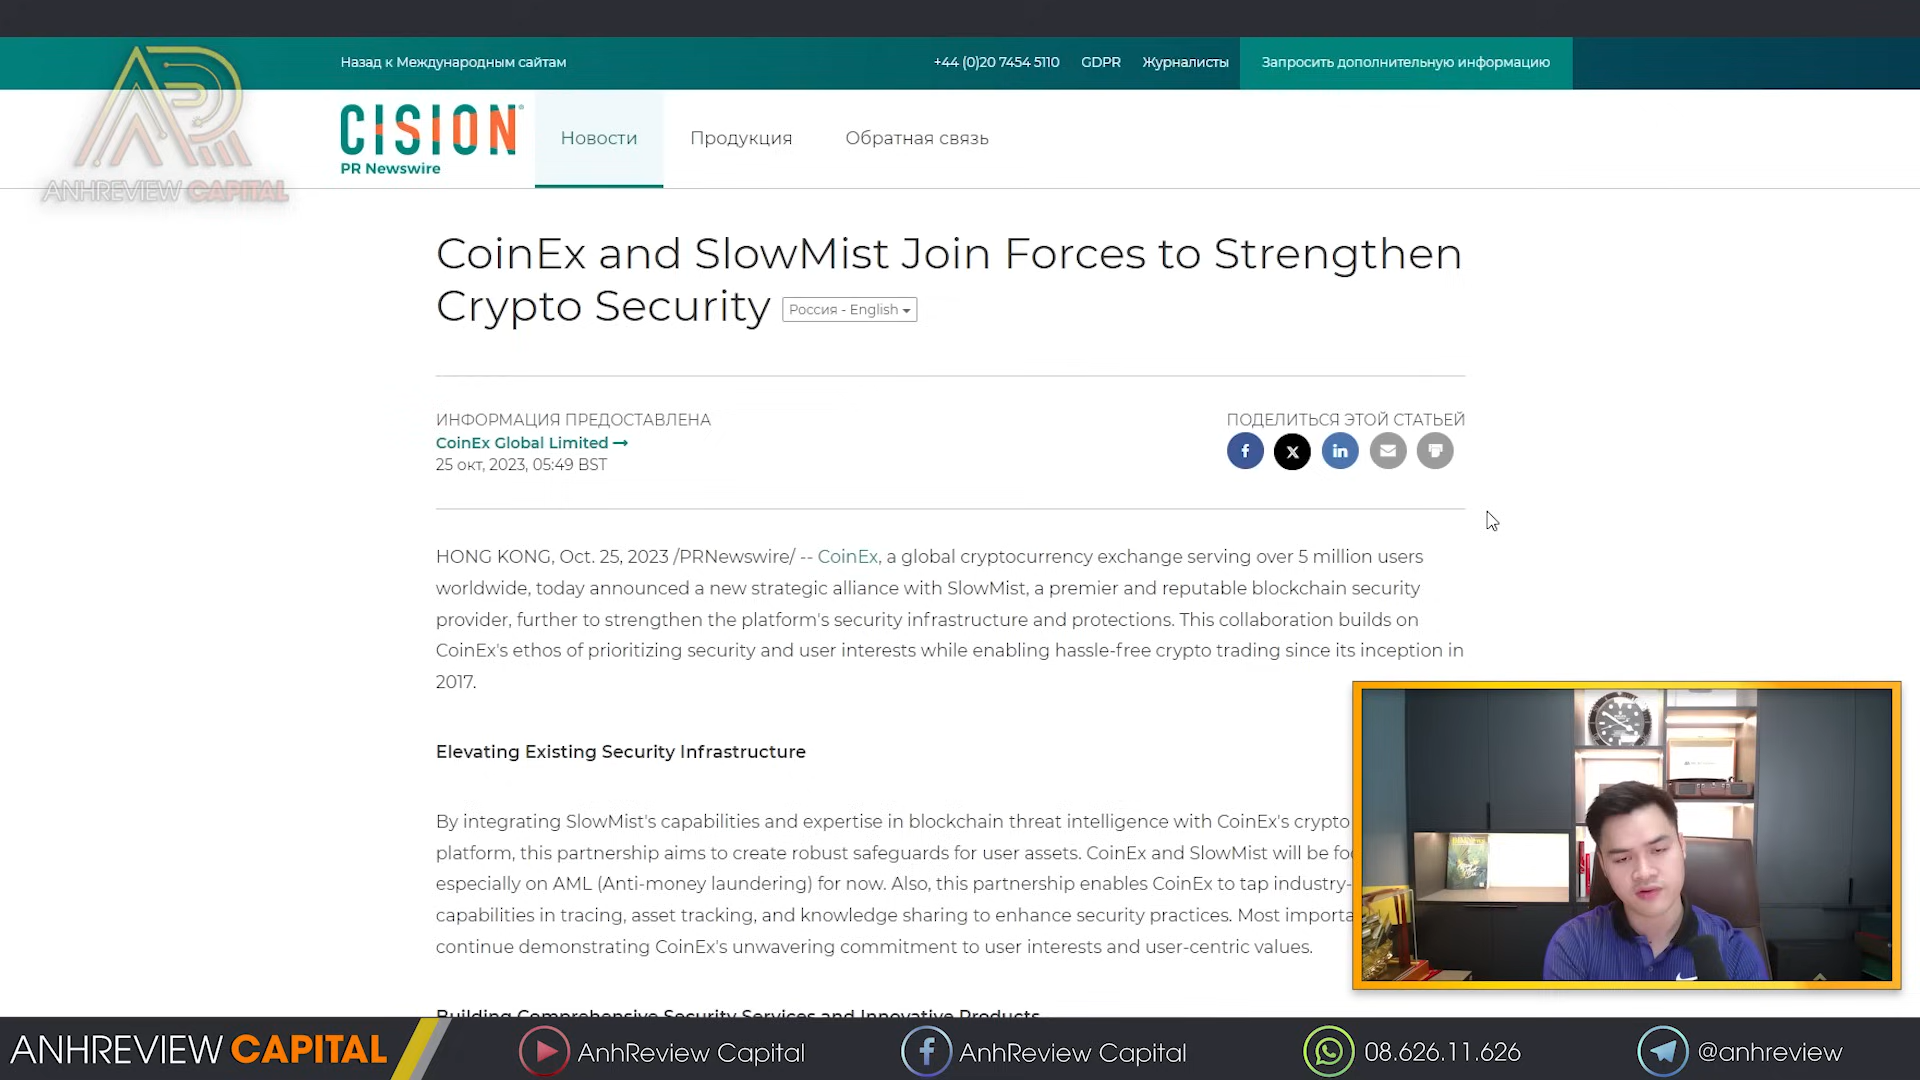 Назад к Международным сайтам
+44 (0)20 7454 5110
GDPR
Журналисты
Запросить дополнительную информацию
ANHREVIEW CAPITAL
CISION
PR Newswire
Новости
Продукция
Обратная связь
CoinEx and SlowMist Join Forces to Strengthen
Crypto Security
Россия - English
ИНФОРМАЦИЯ ПРЕДОСТАВЛЕНА
CoinEx Global Limited
25 окт, 2023, 05:49 BST
ПОДЕЛИТЬСЯ ЭТОЙ СТАТЬЕЙ
HONG KONG, Oct. 25, 2023 /PRNewswire/ -- CoinEx, a global cryptocurrency exchange serving over 5 million users
worldwide, today announced a new strategic alliance with SlowMist, a premier and reputable blockchain security
provider, further to strengthen the platform's security infrastructure and protections. This collaboration builds on
CoinEx's ethos of prioritizing security and user interests while enabling hassle-free crypto trading since its inception in
2017.
Elevating Existing Security Infrastructure
By integrating SlowMist's capabilities and expertise in blockchain threat intelligence with CoinEx's crypto
platform, this partnership aims to create robust safeguards for user assets. CoinEx and SlowMist will be
especially on AML (Anti-money laundering) for now. Also, this partnership enables CoinEx to tap industry-
capabilities in tracing, asset tracking, and knowledge sharing to enhance security practices. Most
continue demonstrating CoinEx's unwavering commitment to user interests and user-centric values.
Building Comprehensive Security Services and Innovative Products
ANHREVIEW CAPITAL
AnhReview Capital
AnhReview Capital
08.626.11.626
@anhreview